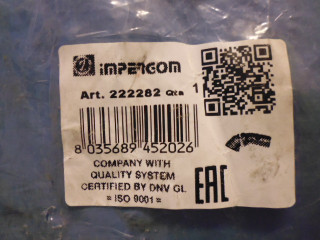 IMPERGOM
Art. 222282 Qta 1
8 035689 452026
COMPANY WITH
QUALITY SYSTEM
CERTIFIED BY DNV GL
= ISO 9001 =
EAC